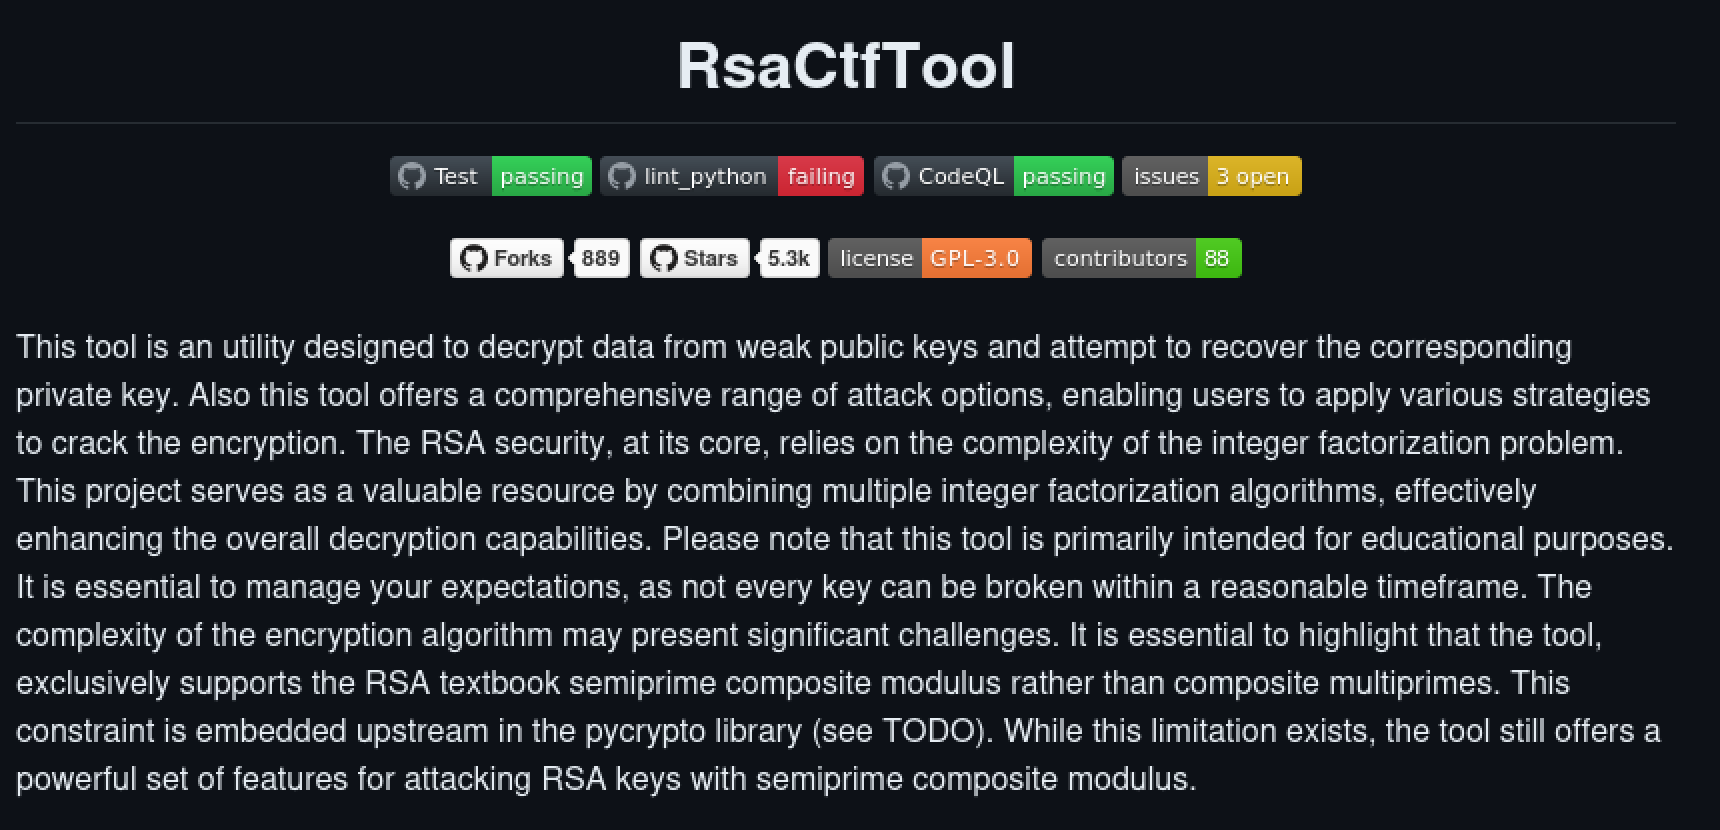 RsaCtfTool
Test passing lint_python failing CodeQL passing issues 3 open
Forks 889 Stars 5.3k license GPL-3.0 contributors 88
This tool is an utility designed to decrypt data from weak public keys and attempt to recover the corresponding
private key. Also this tool offers a comprehensive range of attack options, enabling users to apply various strategies
to crack the encryption. The RSA security, at its core, relies on the complexity of the integer factorization problem.
This project serves as a valuable resource by combining multiple integer factorization algorithms, effectively
enhancing the overall decryption capabilities. Please note that this tool is primarily intended for educational purposes.
It is essential to manage your expectations, as not every key can be broken within a reasonable timeframe. The
complexity of the encryption algorithm may present significant challenges. It is essential to highlight that the tool,
exclusively supports the RSA textbook semiprime composite modulus rather than composite multiprimes. This
constraint is embedded upstream in the pycrypto library (see TODO). While this limitation exists, the tool still offers a
powerful set of features for attacking RSA keys with semiprime composite modulus.